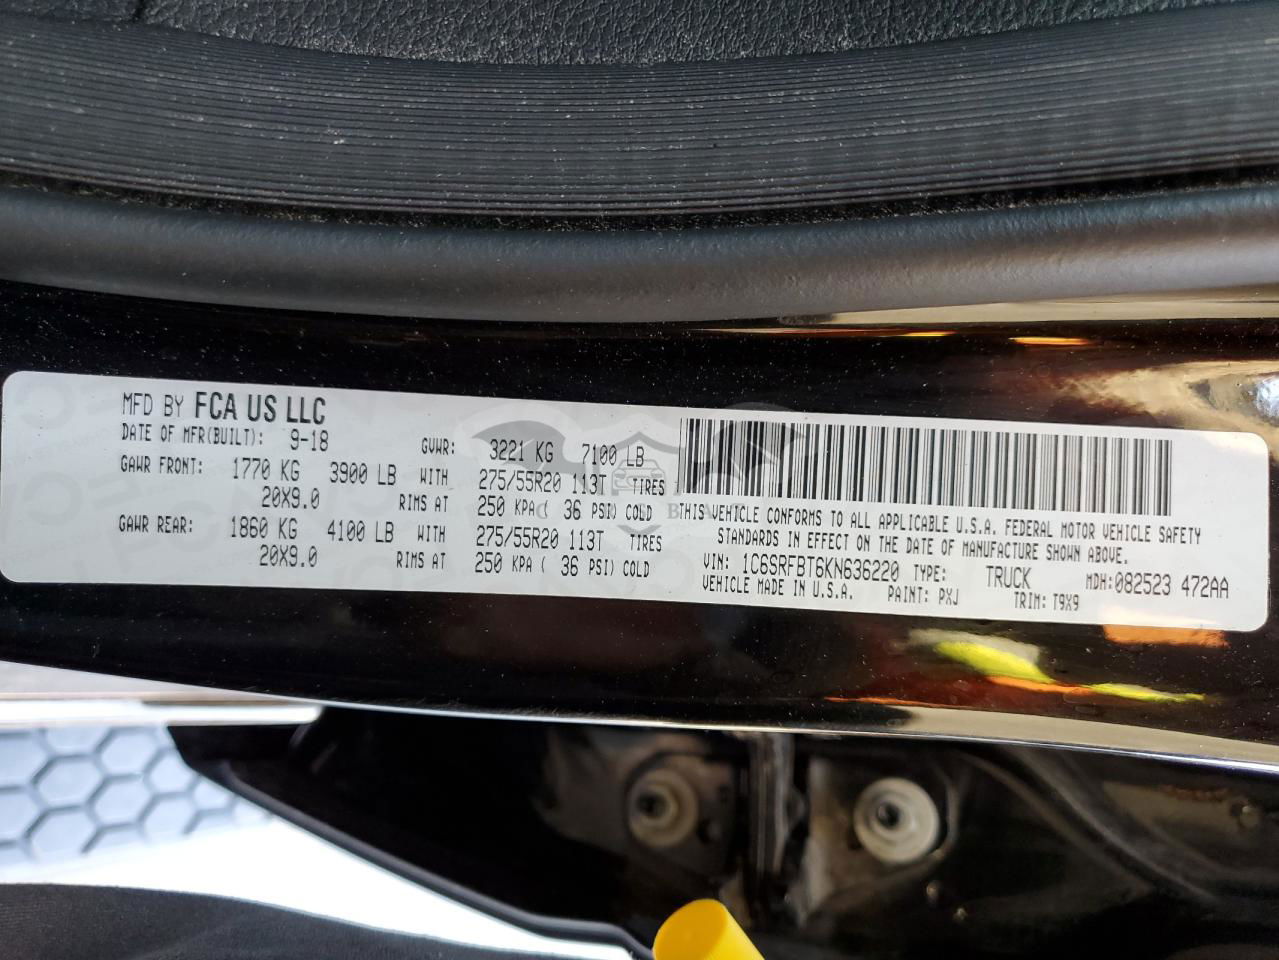 MFD BY FCA US LLC
DATE OF MFR(BUILT): 9-18 GVWR: 3221 KG 7100 LB
GAWR FRONT: 1770 KG 3900 LB WITH 275/55R20 113T TIRES
20X9.0 RIMS AT 250 KPA ( 36 PSI) COLD
GAWR REAR: 1860 KG 4100 LB WITH 275/55R20 113T TIRES
20X9.0 RIMS AT 250 KPA ( 36 PSI) COLD
THIS VEHICLE CONFORMS TO ALL APPLICABLE U.S.A. FEDERAL MOTOR VEHICLE SAFETY
STANDARDS IN EFFECT ON THE DATE OF MANUFACTURE SHOWN ABOVE.
VIN: 1C6SRFBT6KN636220 TYPE: TRUCK MDH: 082523 472AA
VEHICLE MADE IN U.S.A. PAINT: PXJ TRIM: T9X9